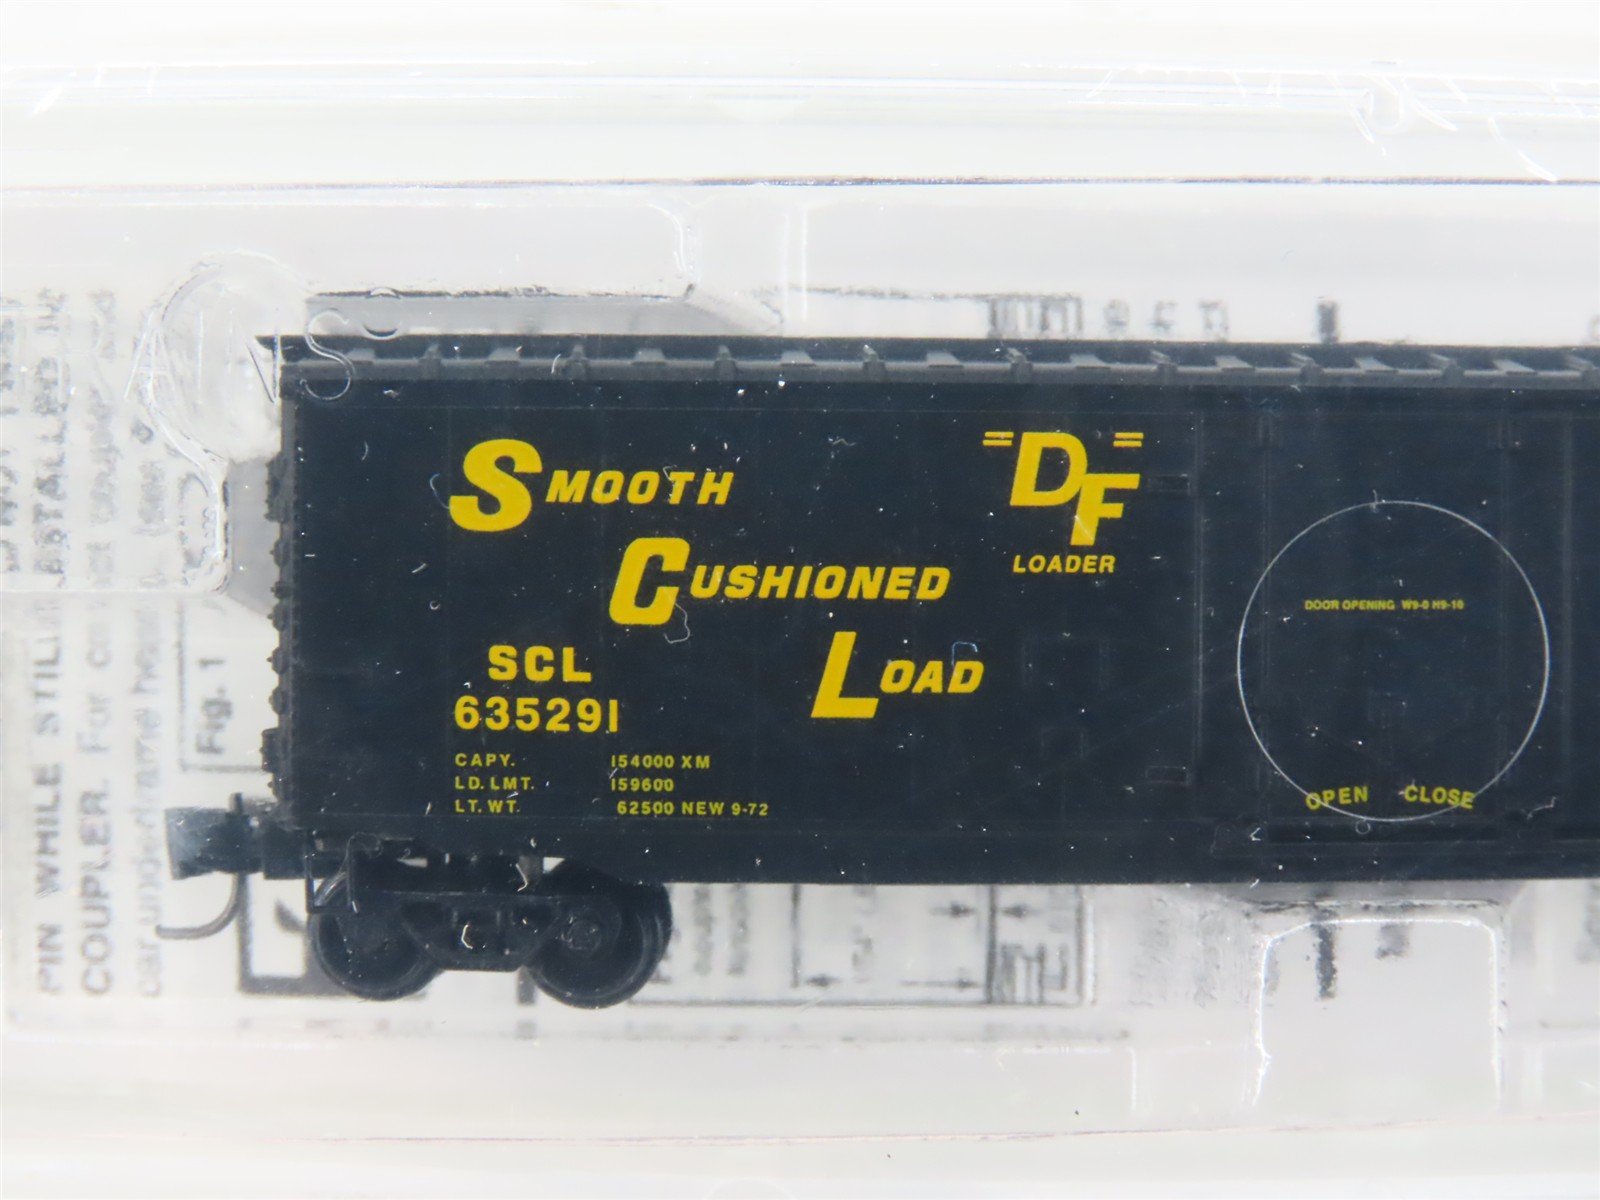 SMOOTH
CUSHIONED
LOAD
"DF"
LOADER
SCL
635291
CAPY. 154000 XM
LD. LMT. 159600
LT. WT. 62500 NEW 9-72
DOOR OPENING W9-0 H9-10
OPEN CLOSE
Fig. 1
PIN WHILE STILL
COUPLER. For